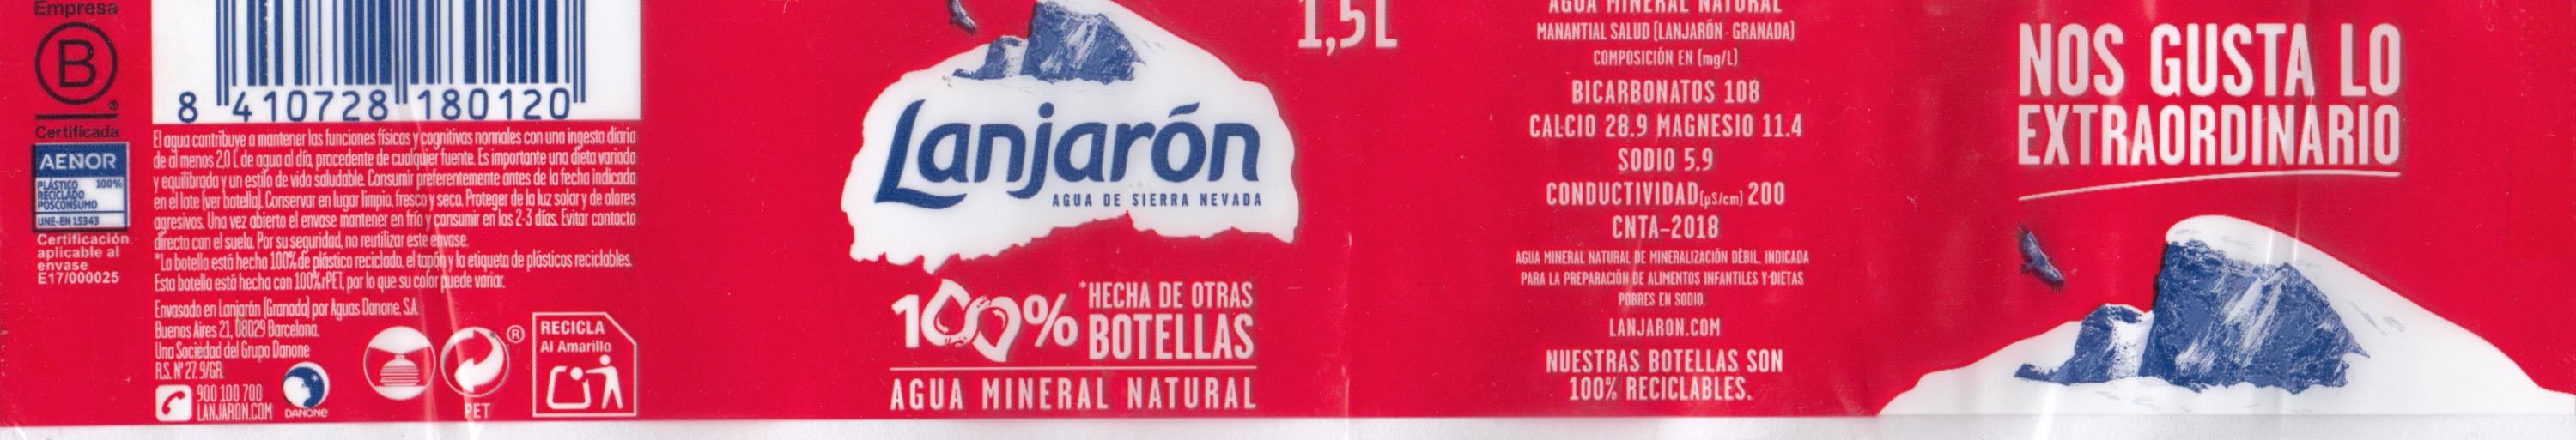 Empresa
B
®
Certificada
AENOR
PLÁSTICO 100%
RECICLADO
POSCONSUMO
UNE-EN 15343
Certificación
aplicable al
envase
E17/000025
8 410728 180120
El agua contribuye a mantener las funciones físicas y cognitivas normales con una ingesta diaria
de al menos 2.0 L de agua al día, procedente de cualquier fuente. Es importante una dieta variada
y equilibrada y un estilo de vida saludable. Consumir preferentemente antes de la fecha indicada
en el lote (ver botella). Conservar en lugar limpio, fresco y seco. Proteger de la luz solar y de olores
agresivos. Una vez abierto el envase mantener en frío y consumir en los 2-3 días. Evitar contacto
directo con el suelo. Por su seguridad, no reutilizar este envase.
*La botella está hecha 100% de plástico reciclado, el tapón y la etiqueta de plásticos reciclables.
Esta botella está hecha con 100% rPET, por lo que su color puede variar.
Envasado en Lanjarón (Granada) por Aguas Danone, S.A.
Buenos Aires 21, 08029 Barcelona.
Una Sociedad del Grupo Danone
R.S. Nº 27.9/GR
900 100 700
LANJARON.COM
DANONE
PET
®
RECICLA
Al Amarillo
1,5L
Lanjarón
AGUA DE SIERRA NEVADA
100% *HECHA DE OTRAS
BOTELLAS
AGUA MINERAL NATURAL
AGUA MINERAL NATURAL
MANANTIAL SALUD (LANJARÓN - GRANADA)
COMPOSICIÓN EN (mg/L)
BICARBONATOS 108
CALCIO 28.9 MAGNESIO 11.4
SODIO 5.9
CONDUCTIVIDAD (µS/cm) 200
CNTA-2018
AGUA MINERAL NATURAL DE MINERALIZACIÓN DÉBIL. INDICADA
PARA LA PREPARACIÓN DE ALIMENTOS INFANTILES Y DIETAS
POBRES EN SODIO.
LANJARON.COM
NUESTRAS BOTELLAS SON
100% RECICLABLES.
NOS GUSTA LO
EXTRAORDINARIO